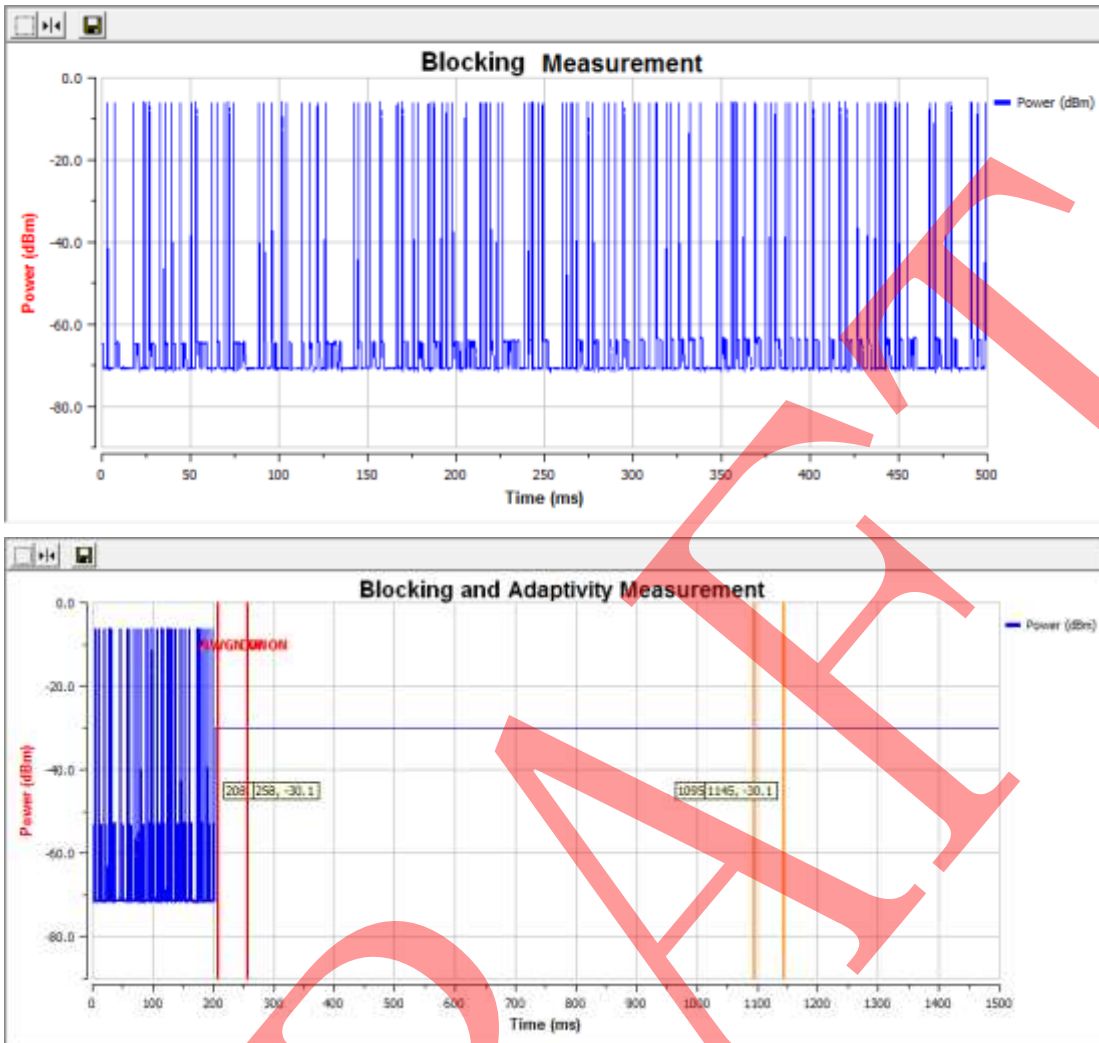 Blocking Measurement
0.0
-20.0
-40.0
-60.0
-80.0
Power (dBm)
Power (dBm)
0 50 100 150 200 250 300 350 400 450 500
Time (ms)
Blocking and Adaptivity Measurement
0.0
-20.0
-40.0
-60.0
-80.0
Power (dBm)
Power (dBm)
258, -30.1
1095 1145, -30.1
0 100 200 300 400 500 600 700 800 900 1000 1100 1200 1300 1400 1500
Time (ms)